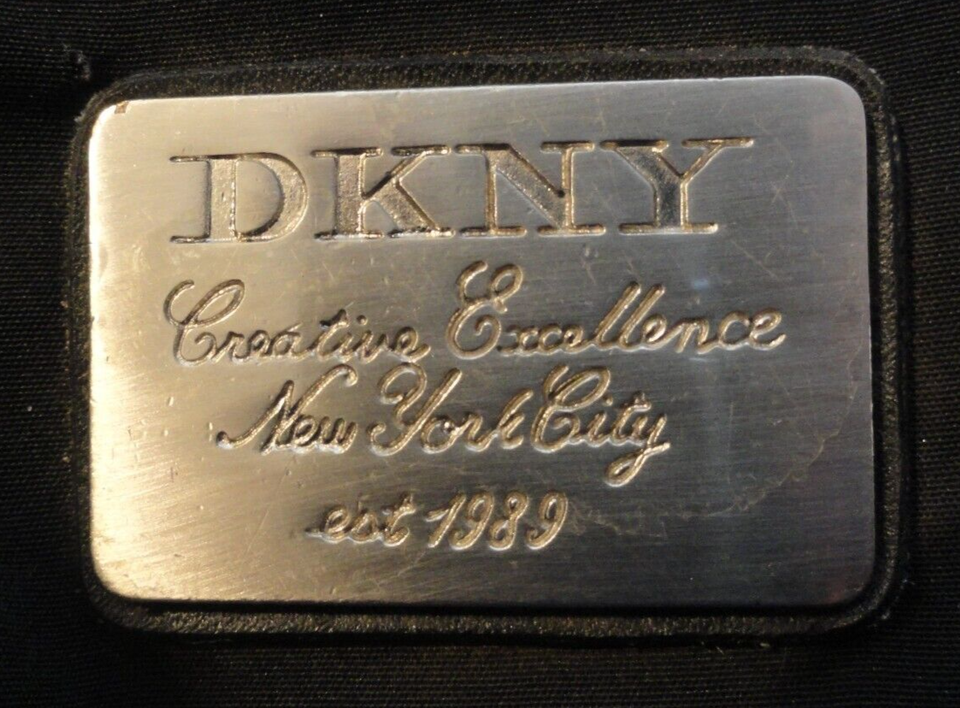 DKNY
Creative Excellence
New York City
est 1989